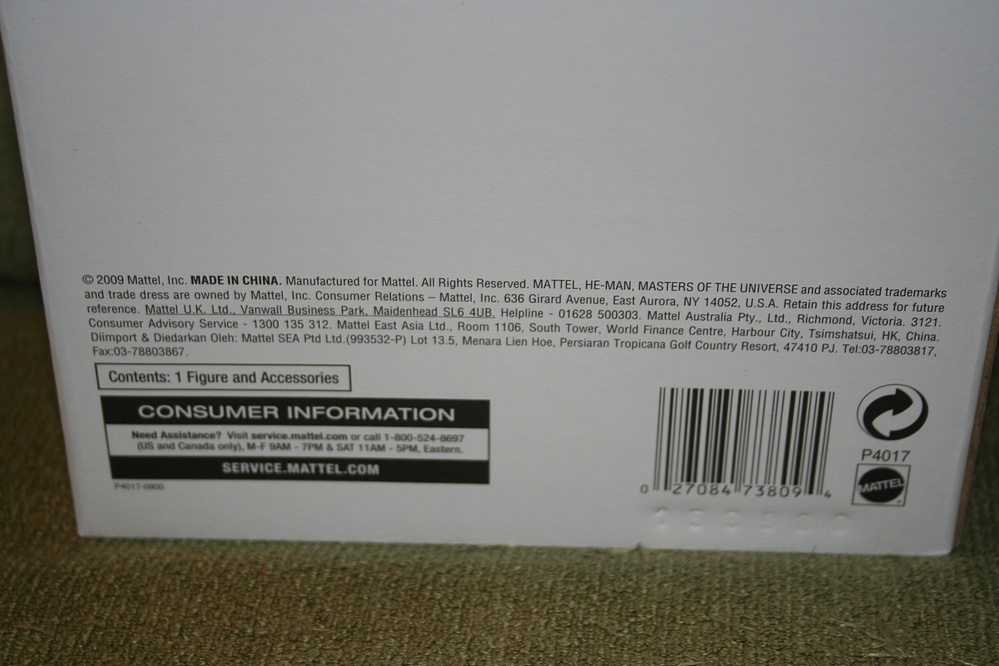 © 2009 Mattel, Inc. MADE IN CHINA. Manufactured for Mattel. All Rights Reserved. MATTEL, HE-MAN, MASTERS OF THE UNIVERSE and associated trademarks
and trade dress are owned by Mattel, Inc. Consumer Relations – Mattel, Inc. 636 Girard Avenue, East Aurora, NY 14052, U.S.A. Retain this address for future
reference. Mattel U.K. Ltd., Vanwall Business Park, Maidenhead SL6 4UB. Helpline - 01628 500303. Mattel Australia Pty., Ltd., Richmond, Victoria. 3121.
Consumer Advisory Service - 1300 135 312. Mattel East Asia Ltd., Room 1106, South Tower, World Finance Centre, Harbour City, Tsimshatsui, HK, China.
Diimport & Diedarkan Oleh: Mattel SEA Ptd Ltd.(993532-P) Lot 13.5, Menara Lien Hoe, Persiaran Tropicana Golf Country Resort, 47410 PJ. Tel:03-78803817,
Fax:03-78803867.
Contents: 1 Figure and Accessories
CONSUMER INFORMATION
Need Assistance? Visit service.mattel.com or call 1-800-524-8697
(US and Canada only), M-F 9AM - 7PM & SAT 11AM - 5PM, Eastern.
SERVICE.MATTEL.COM
P4017-0900
0 27084 73809 4
P4017
MATTEL